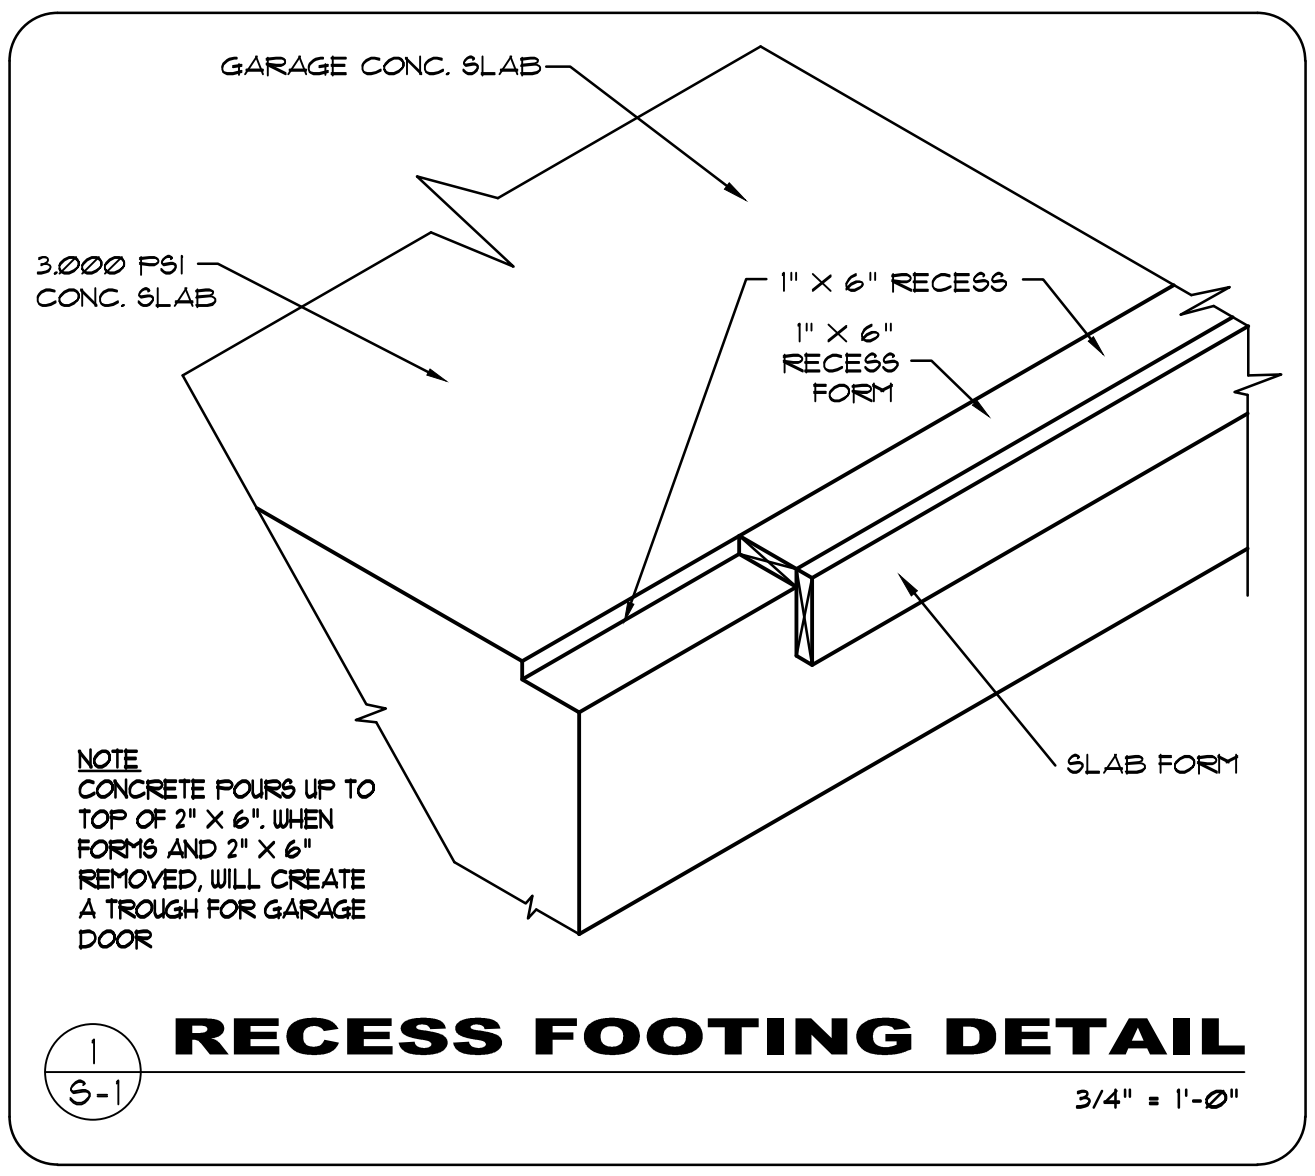 GARAGE CONC. SLAB
3.000 PSI
CONC. SLAB
1" X 6" RECESS
1" X 6"
RECESS
FORM
SLAB FORM
NOTE
CONCRETE POURS UP TO
TOP OF 2" X 6". WHEN
FORMS AND 2" X 6"
REMOVED, WILL CREATE
A TROUGH FOR GARAGE
DOOR
1
S-1
RECESS FOOTING DETAIL
3/4" = 1'-0"